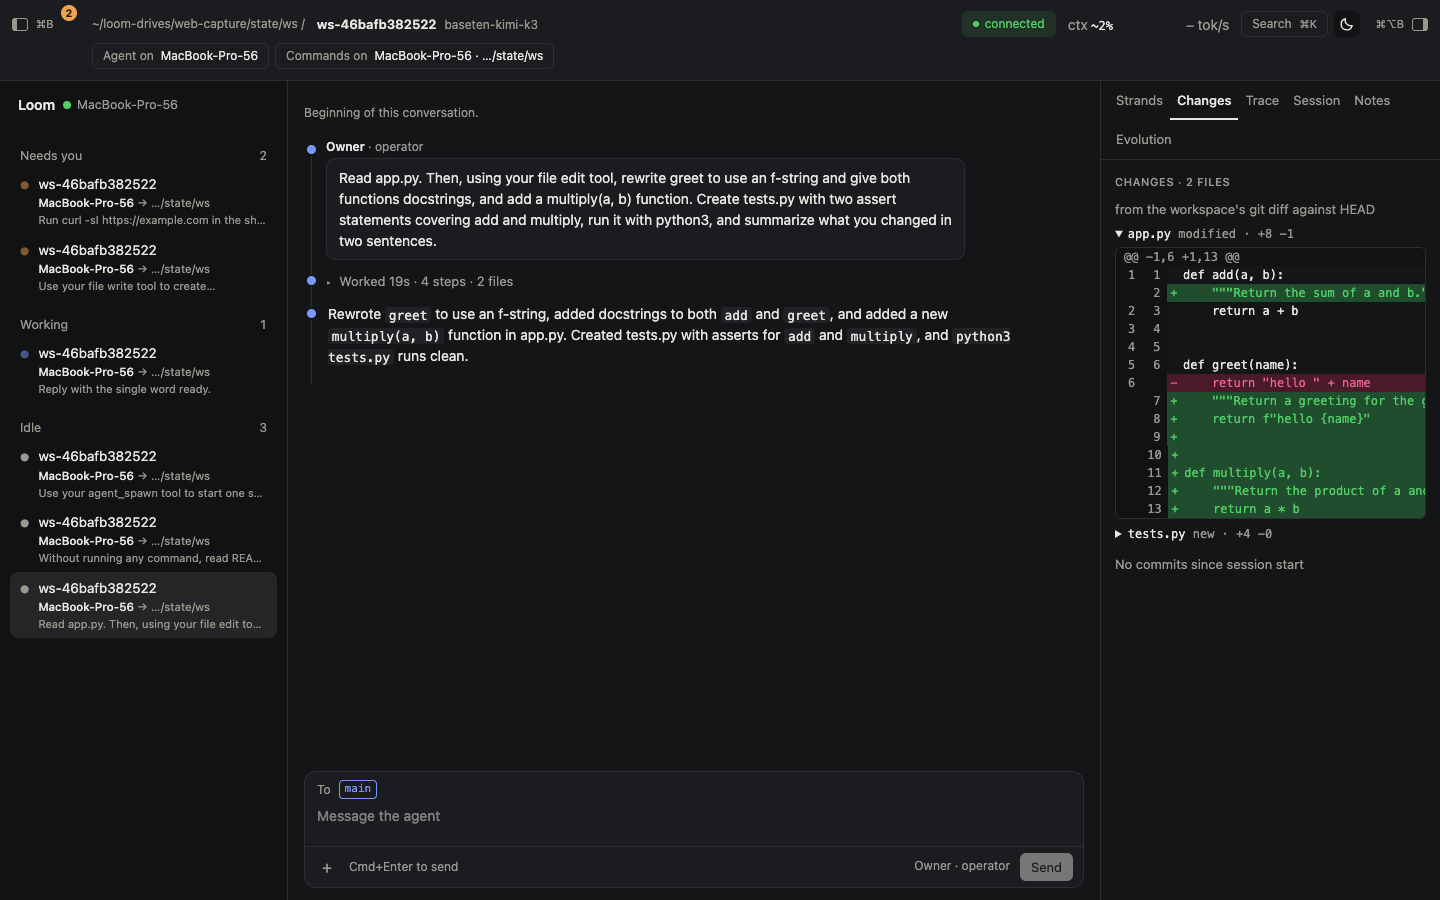 ⌘B
2
~/loom-drives/web-capture/state/ws / ws-46bafb382522 baseten-kimi-k3
connected
ctx ~2%
– tok/s
Search ⌘K
⌘⌥B
Agent on MacBook-Pro-56
Commands on MacBook-Pro-56 · .../state/ws
Loom MacBook-Pro-56
Needs you 2
ws-46bafb382522
MacBook-Pro-56 → .../state/ws
Run curl -sI https://example.com in the sh...
ws-46bafb382522
MacBook-Pro-56 → .../state/ws
Use your file write tool to create...
Working 1
ws-46bafb382522
MacBook-Pro-56 → .../state/ws
Reply with the single word ready.
Idle 3
ws-46bafb382522
MacBook-Pro-56 → .../state/ws
Use your agent_spawn tool to start one s...
ws-46bafb382522
MacBook-Pro-56 → .../state/ws
Without running any command, read REA...
ws-46bafb382522
MacBook-Pro-56 → .../state/ws
Read app.py. Then, using your file edit to...
Beginning of this conversation.
Owner · operator
Read app.py. Then, using your file edit tool, rewrite greet to use an f-string and give both
functions docstrings, and add a multiply(a, b) function. Create tests.py with two assert
statements covering add and multiply, run it with python3, and summarize what you changed in
two sentences.
Worked 19s · 4 steps · 2 files
Rewrote greet to use an f-string, added docstrings to both add and greet, and added a new
multiply(a, b) function in app.py. Created tests.py with asserts for add and multiply, and python3
tests.py runs clean.
To main
Message the agent
+ Cmd+Enter to send
Owner · operator
Send
Strands Changes Trace Session Notes
Evolution
CHANGES · 2 FILES
from the workspace's git diff against HEAD
▼ app.py modified · +8 −1
@@ −1,6 +1,13 @@
1 1 def add(a, b):
2 + """Return the sum of a and b."
2 3 return a + b
3 4
4 5
5 6 def greet(name):
6 − return "hello " + name
7 + """Return a greeting for the g
8 + return f"hello {name}"
9 +
10 +
11 + def multiply(a, b):
12 + """Return the product of a and
13 + return a * b
▶ tests.py new · +4 −0
No commits since session start